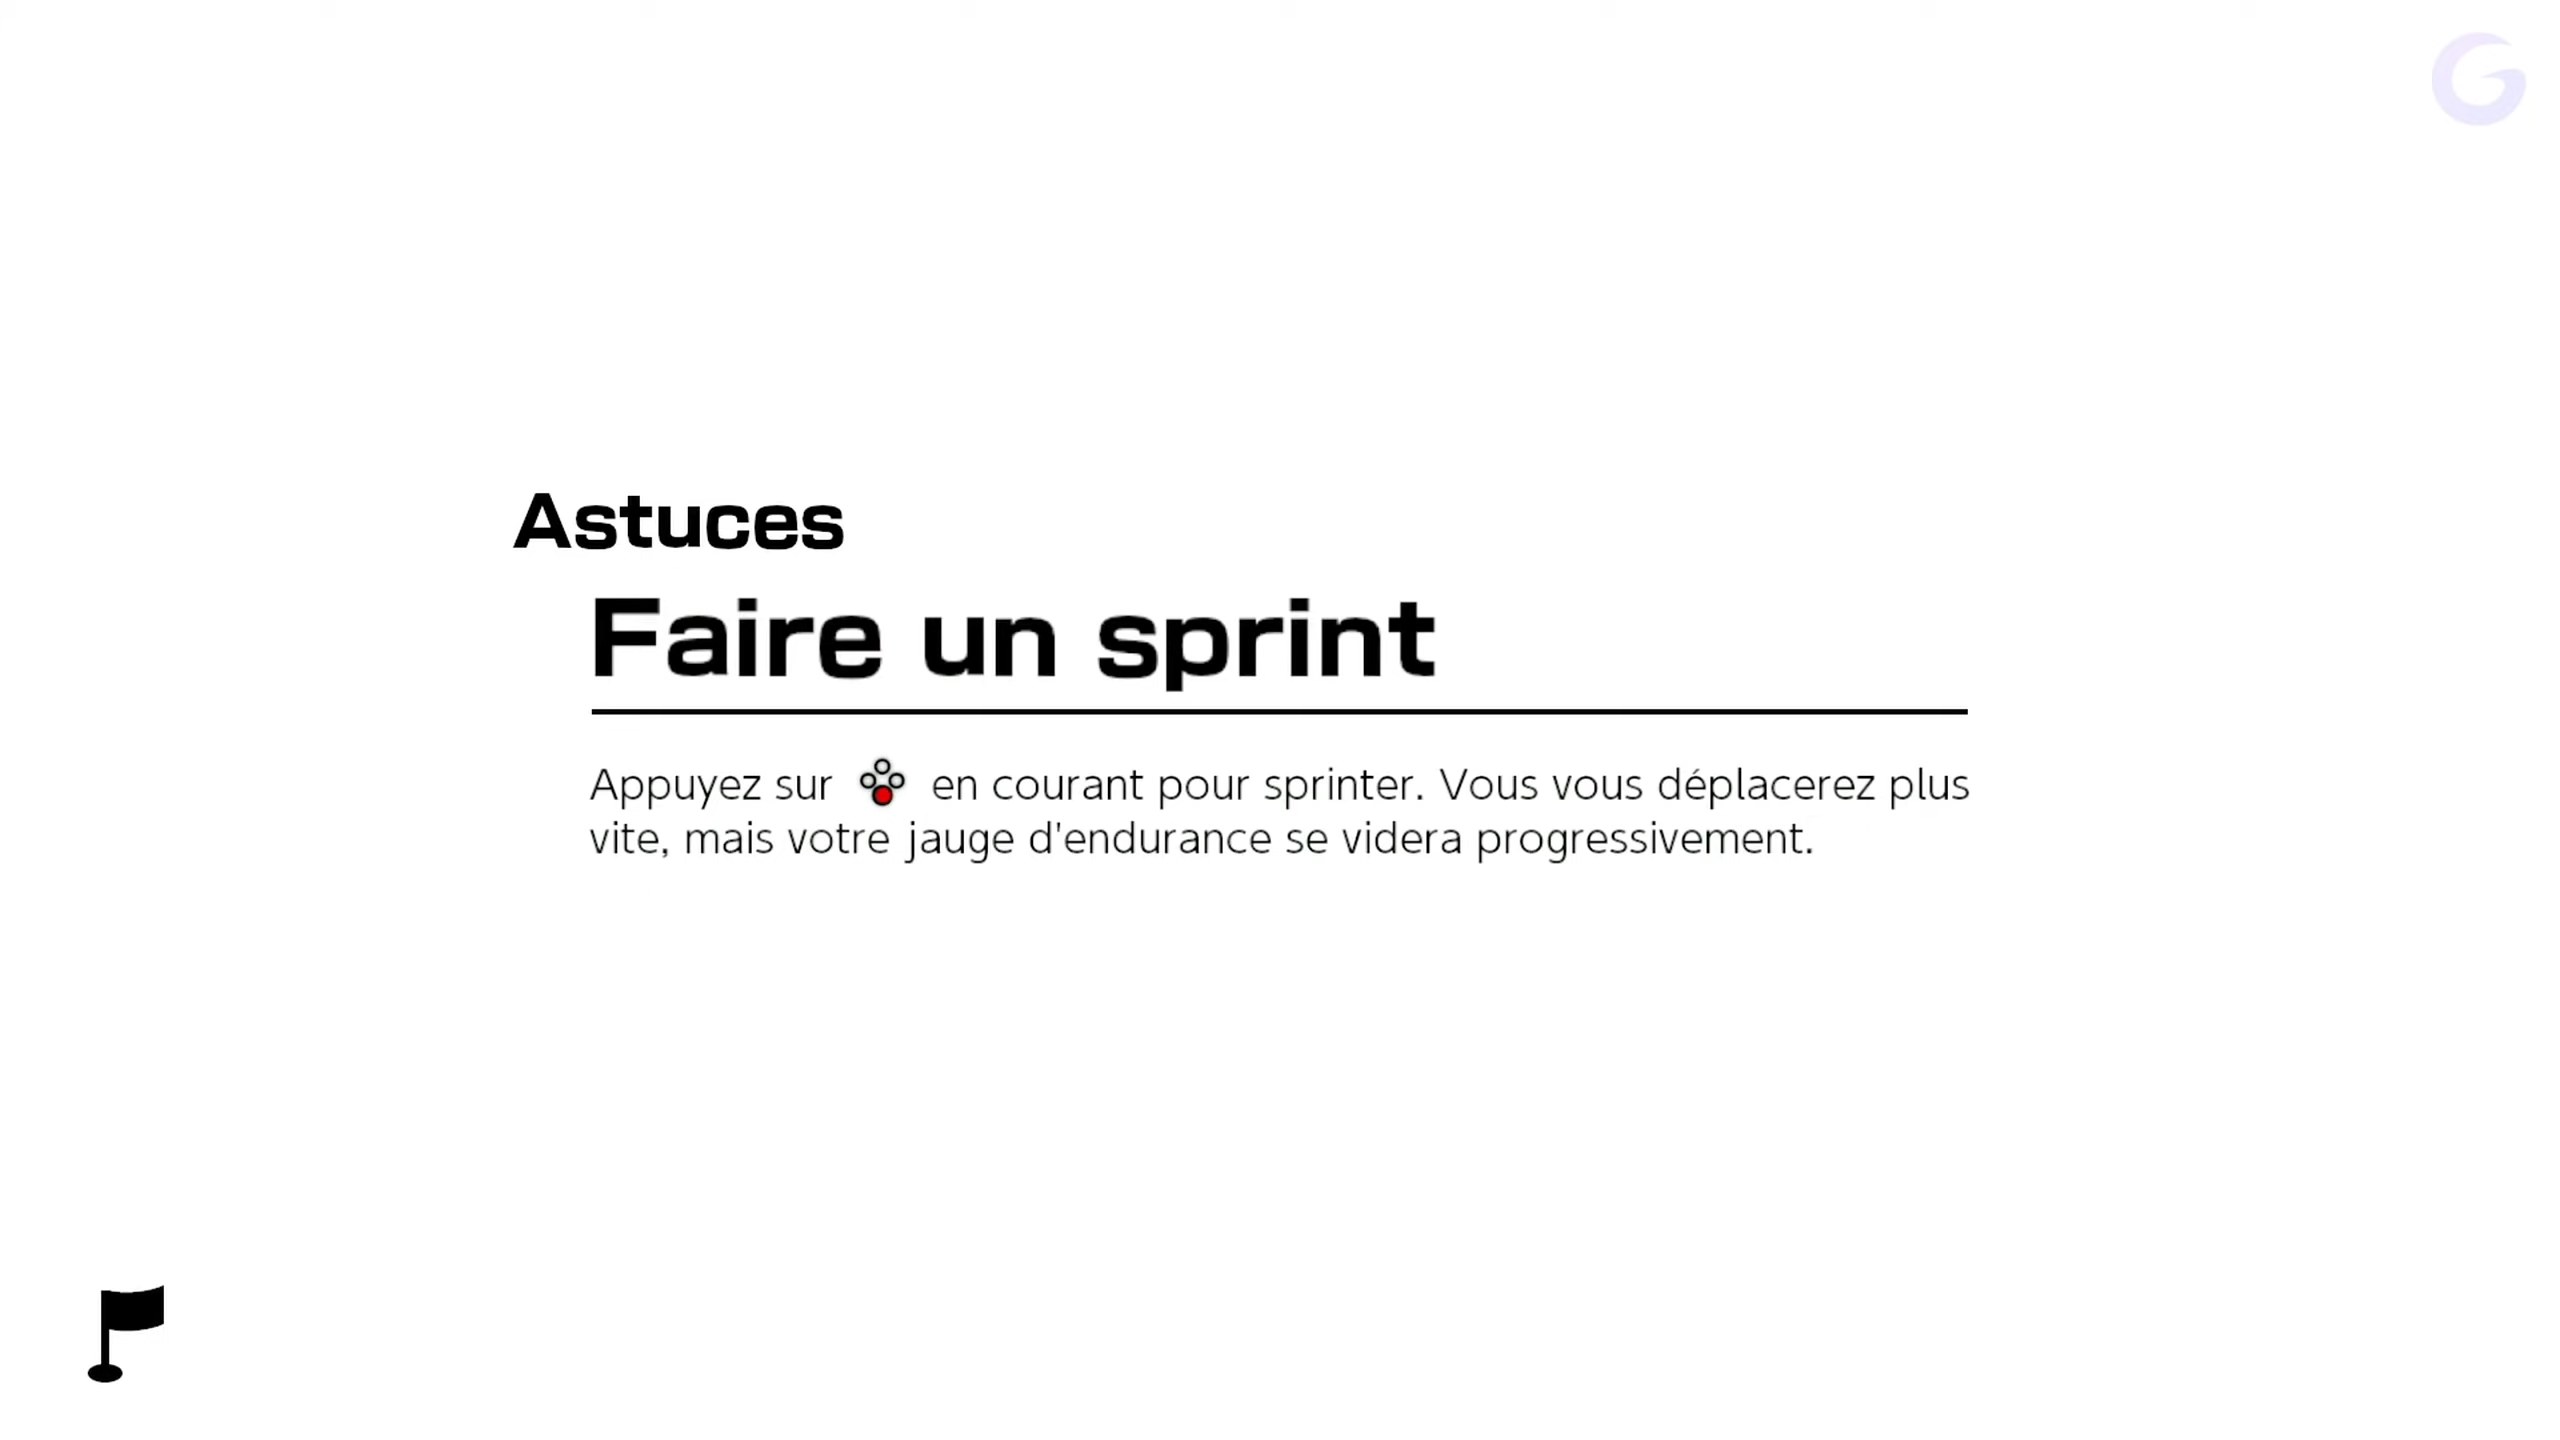 Astuces
Faire un sprint
Appuyez sur en courant pour sprinter. Vous vous déplacerez plus
vite, mais votre jauge d'endurance se videra progressivement.